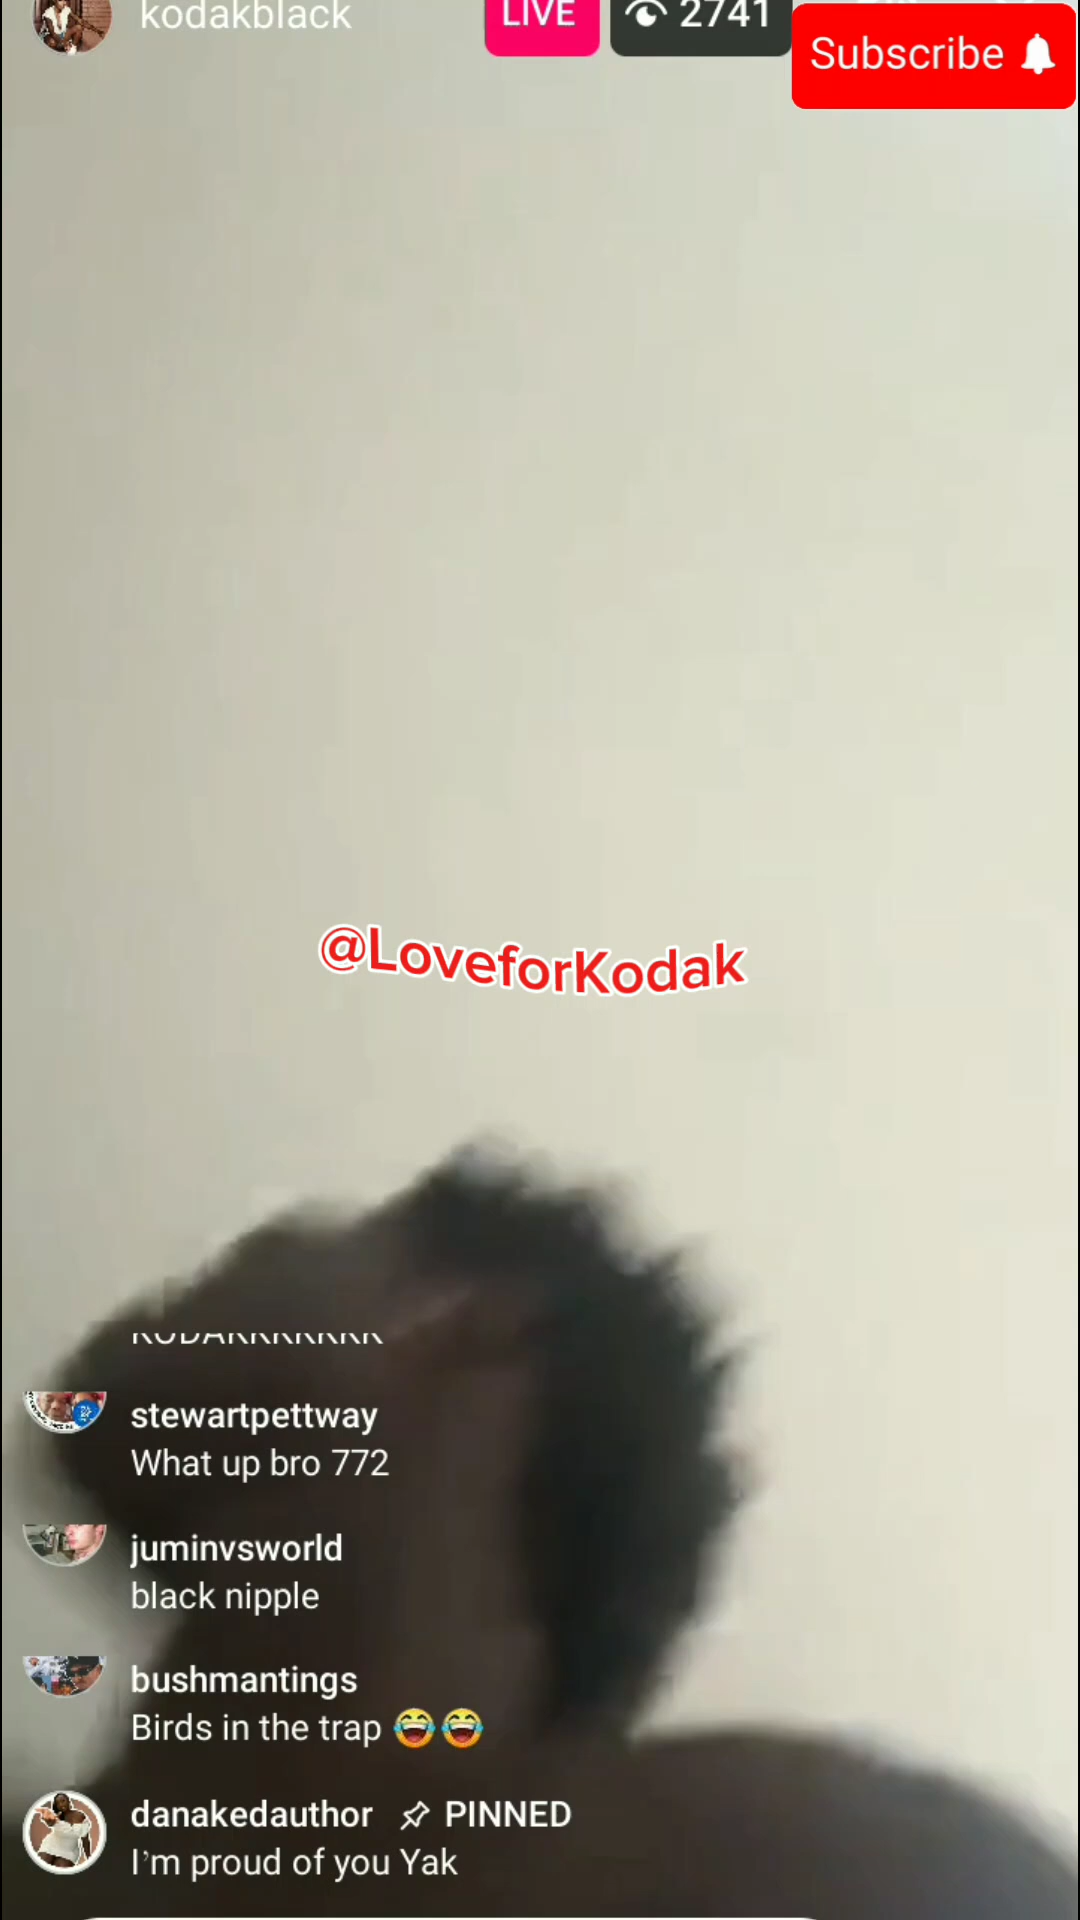 kodakblack
LIVE
2741
Subscribe
@LoveforKodak
stewartpettway
What up bro 772
juminvsworld
black nipple
bushmantings
Birds in the trap 😂😂
danakedauthor PINNED
I'm proud of you Yak